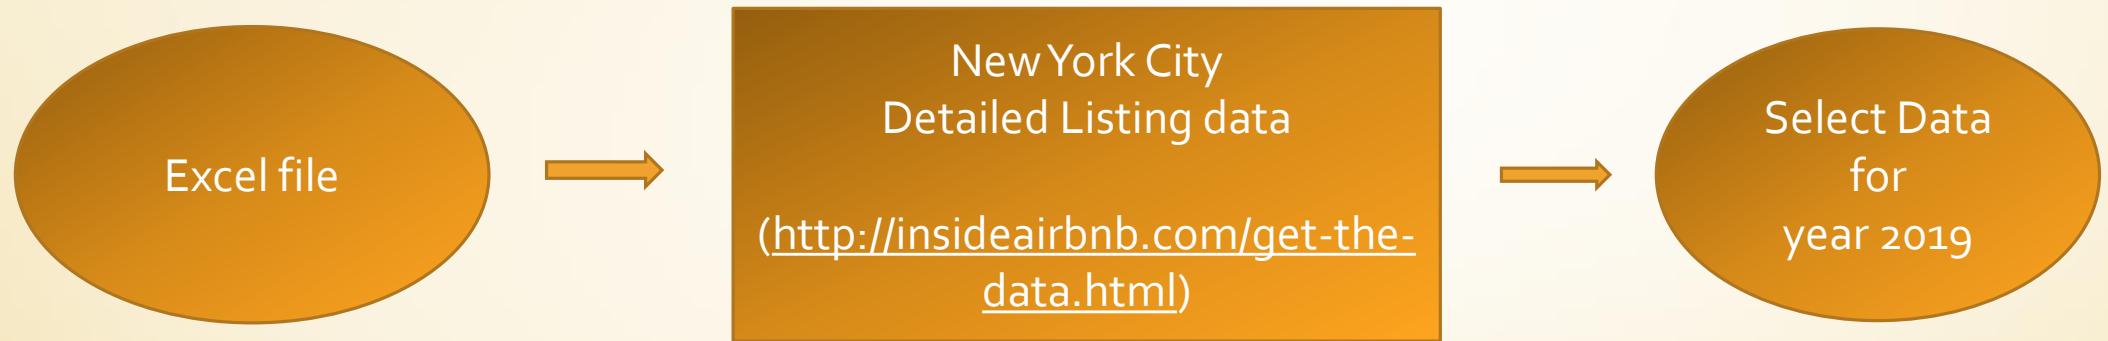 Excel file
New York City
Detailed Listing data
(http://insideairbnb.com/get-the-
data.html)
Select Data
for
year 2019